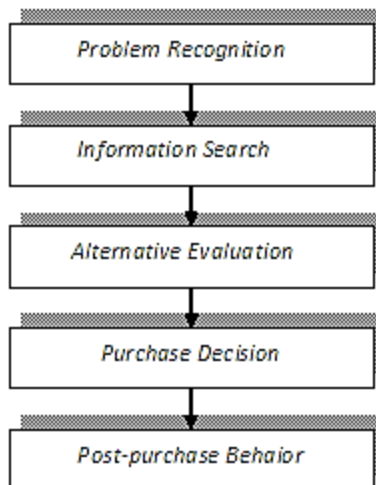 Problem Recognition
Information Search
Alternative Evaluation
Purchase Decision
Post-purchase Behaior